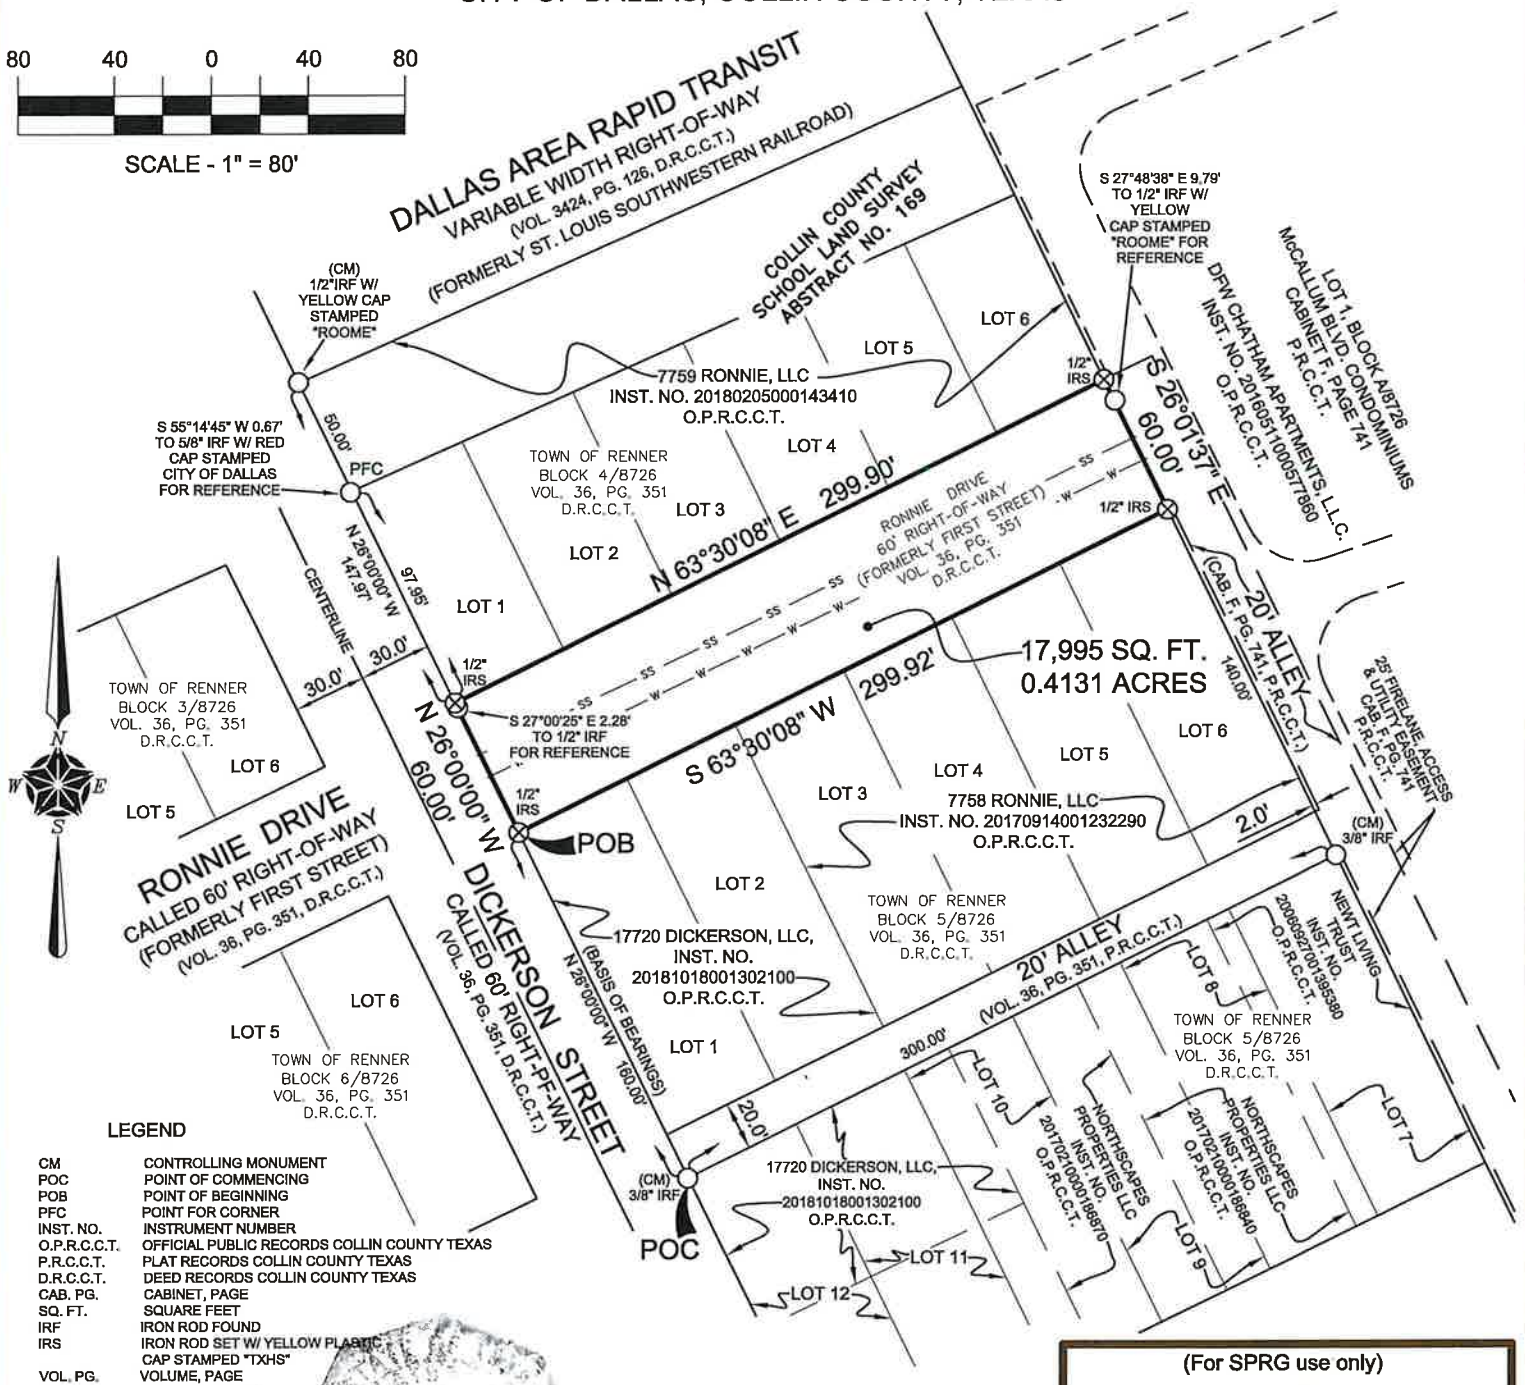 80 40 0 40 80
SCALE - 1" = 80'
DALLAS AREA RAPID TRANSIT
VARIABLE WIDTH RIGHT-OF-WAY
(VOL. 3424, PG. 126, D.R.C.C.T.)
(FORMERLY ST. LOUIS SOUTHWESTERN RAILROAD)
COLLIN COUNTY
SCHOOL LAND SURVEY
ABSTRACT NO. 169
S 27°48'38" E 9.79'
TO 1/2" IRF W/
YELLOW
CAP STAMPED
"ROOME" FOR
REFERENCE
LOT 1, BLOCK A/8726
McCALLUM BLVD. CONDOMINIUMS
CABINET F, PAGE 741
P.R.C.C.T.
DFW CHATHAM APARTMENTS, L.L.C.
INST. NO. 20160511000577860
O.P.R.C.C.T.
(CM)
1/2"IRF W/
YELLOW CAP
STAMPED
"ROOME"
LOT 6
LOT 5
1/2"
IRS
S 26°01'37" E
60.00'
7759 RONNIE, LLC
INST. NO. 20180205000143410
O.P.R.C.C.T.
50.00'
S 55°14'45" W 0.67'
TO 5/8" IRF W/ RED
CAP STAMPED
CITY OF DALLAS
FOR REFERENCE
PFC
LOT 4
TOWN OF RENNER
BLOCK 4/8726
VOL. 36, PG. 351
D.R.C.C.T.
LOT 3
LOT 2
LOT 1
N 63°30'08" E 299.90'
RONNIE DRIVE
60' RIGHT-OF-WAY
(FORMERLY FIRST STREET)
VOL. 36, PG. 351
D.R.C.C.T.
SS
W
1/2" IRS
N 26°00'00" W
147.97'
97.95'
CENTERLINE
30.0'
30.0'
1/2"
IRS
20' ALLEY
(CAB. F, PG. 741, P.R.C.C.T.)
140.00'
17,995 SQ. FT.
0.4131 ACRES
25' FIRELANE ACCESS
& UTILITY EASEMENT
CAB. F, PG. 741
P.R.C.C.T.
TOWN OF RENNER
BLOCK 3/8726
VOL. 36, PG. 351
D.R.C.C.T.
LOT 6
LOT 5
N
W E
S
S 27°00'25" E 2.28'
TO 1/2" IRF
FOR REFERENCE
N 26°00'00" W
60.00'
S 63°30'08" W 299.92'
1/2"
IRS
POB
LOT 6
LOT 5
LOT 4
LOT 3
7758 RONNIE, LLC
INST. NO. 20170914001232290
O.P.R.C.C.T.
2.0'
(CM)
3/8" IRF
RONNIE DRIVE
CALLED 60' RIGHT-OF-WAY
(FORMERLY FIRST STREET)
(VOL. 36, PG. 351, D.R.C.C.T.)
LOT 2
TOWN OF RENNER
BLOCK 5/8726
VOL. 36, PG. 351
D.R.C.C.T.
DICKERSON STREET
CALLED 60' RIGHT-PF-WAY
(VOL. 36, PG. 351, D.R.C.C.T.)
17720 DICKERSON, LLC,
INST. NO.
20181018001302100
O.P.R.C.C.T.
(BASIS OF BEARINGS)
N 26°00'00" W 160.00'
LOT 1
20' ALLEY
(VOL. 36, PG. 351, P.R.C.C.T.)
300.00'
20.0'
NEWT LIVING
TRUST
INST. NO.
20060927001395380
O.P.R.C.C.T.
LOT 8
TOWN OF RENNER
BLOCK 5/8726
VOL. 36, PG. 351
D.R.C.C.T.
LOT 6
LOT 5
TOWN OF RENNER
BLOCK 6/8726
VOL. 36, PG. 351
D.R.C.C.T.
LOT 10
NORTHSCAPES
PROPERTIES LLC
INST. NO.
20170210000186870
O.P.R.C.C.T.
NORTHSCAPES
PROPERTIES LLC
INST. NO.
20170210000186840
O.P.R.C.C.T.
LOT 7
LOT 9
17720 DICKERSON, LLC,
INST. NO.
20181018001302100
O.P.R.C.C.T.
(CM)
3/8" IRF
POC
LOT 11
LOT 12
LEGEND
CM CONTROLLING MONUMENT
POC POINT OF COMMENCING
POB POINT OF BEGINNING
PFC POINT FOR CORNER
INST. NO. INSTRUMENT NUMBER
O.P.R.C.C.T. OFFICIAL PUBLIC RECORDS COLLIN COUNTY TEXAS
P.R.C.C.T. PLAT RECORDS COLLIN COUNTY TEXAS
D.R.C.C.T. DEED RECORDS COLLIN COUNTY TEXAS
CAB. PG. CABINET, PAGE
SQ. FT. SQUARE FEET
IRF IRON ROD FOUND
IRS IRON ROD SET W/ YELLOW PLASTIC
CAP STAMPED "TXHS"
VOL. PG. VOLUME, PAGE
(For SPRG use only)